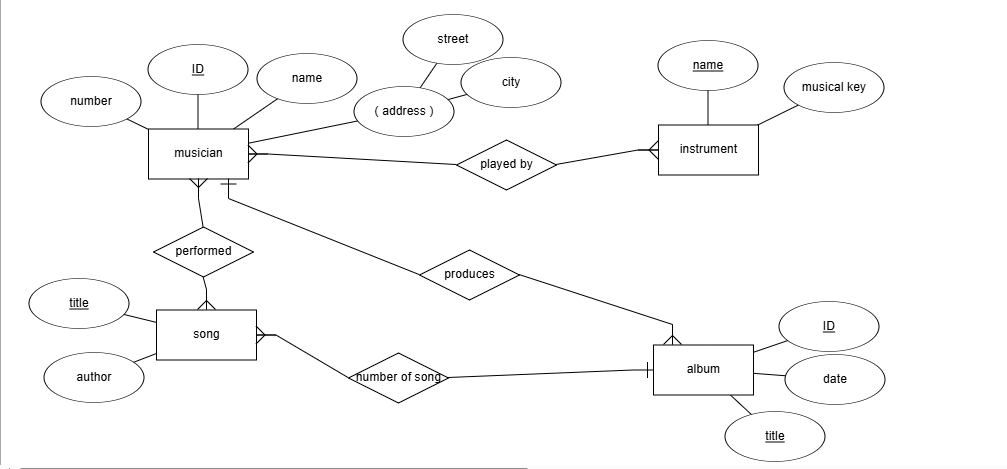 street
ID
name
city
number
( address )
name
musical key
musician
played by
instrument
performed
produces
title
song
author
number of song
ID
album
date
title